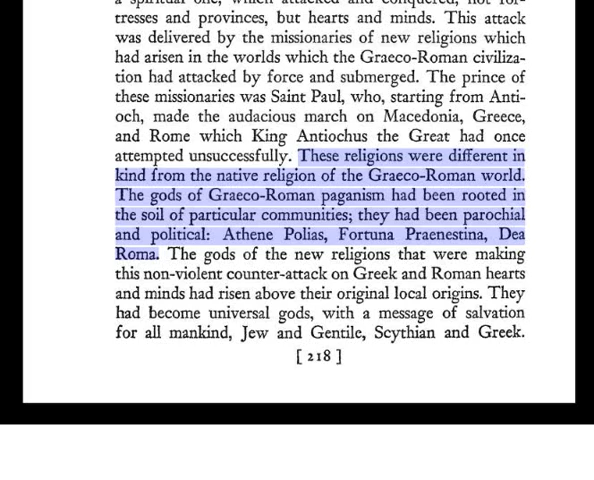 a spiritual one, which attacked and conquered, not for-
tresses and provinces, but hearts and minds. This attack
was delivered by the missionaries of new religions which
had arisen in the worlds which the Graeco-Roman civiliza-
tion had attacked by force and submerged. The prince of
these missionaries was Saint Paul, who, starting from Anti-
och, made the audacious march on Macedonia, Greece,
and Rome which King Antiochus the Great had once
attempted unsuccessfully. These religions were different in
kind from the native religion of the Graeco-Roman world.
The gods of Graeco-Roman paganism had been rooted in
the soil of particular communities; they had been parochial
and political: Athene Polias, Fortuna Praenestina, Dea
Roma. The gods of the new religions that were making
this non-violent counter-attack on Greek and Roman hearts
and minds had risen above their original local origins. They
had become universal gods, with a message of salvation
for all mankind, Jew and Gentile, Scythian and Greek.
[ 218 ]